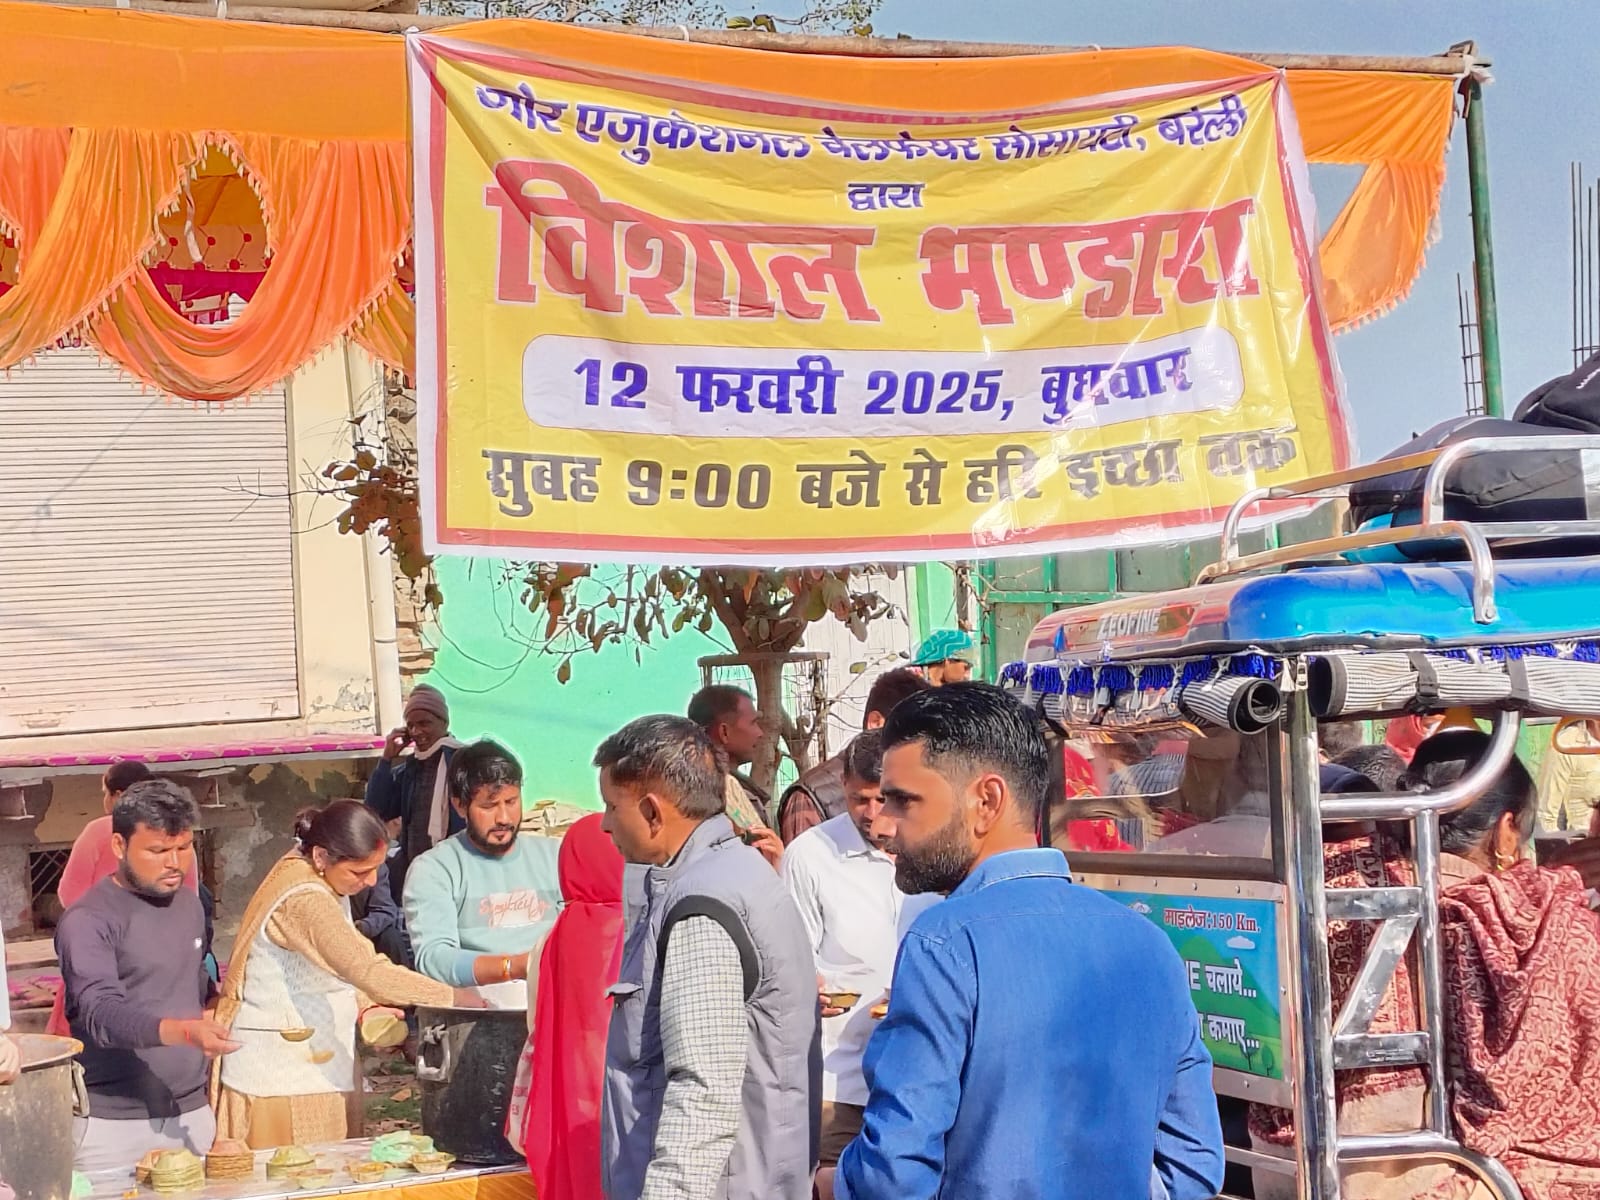 जोर एजुकेशनल वेलफेयर सोसायटी, बरेली
द्वारा
विशाल भण्डारा
12 फरवरी 2025, बुधवार
सुबह 9:00 बजे से हरि इच्छा तक
ZEOFINE
माइलेज:150 Km.
E चलाये...
कमाए...